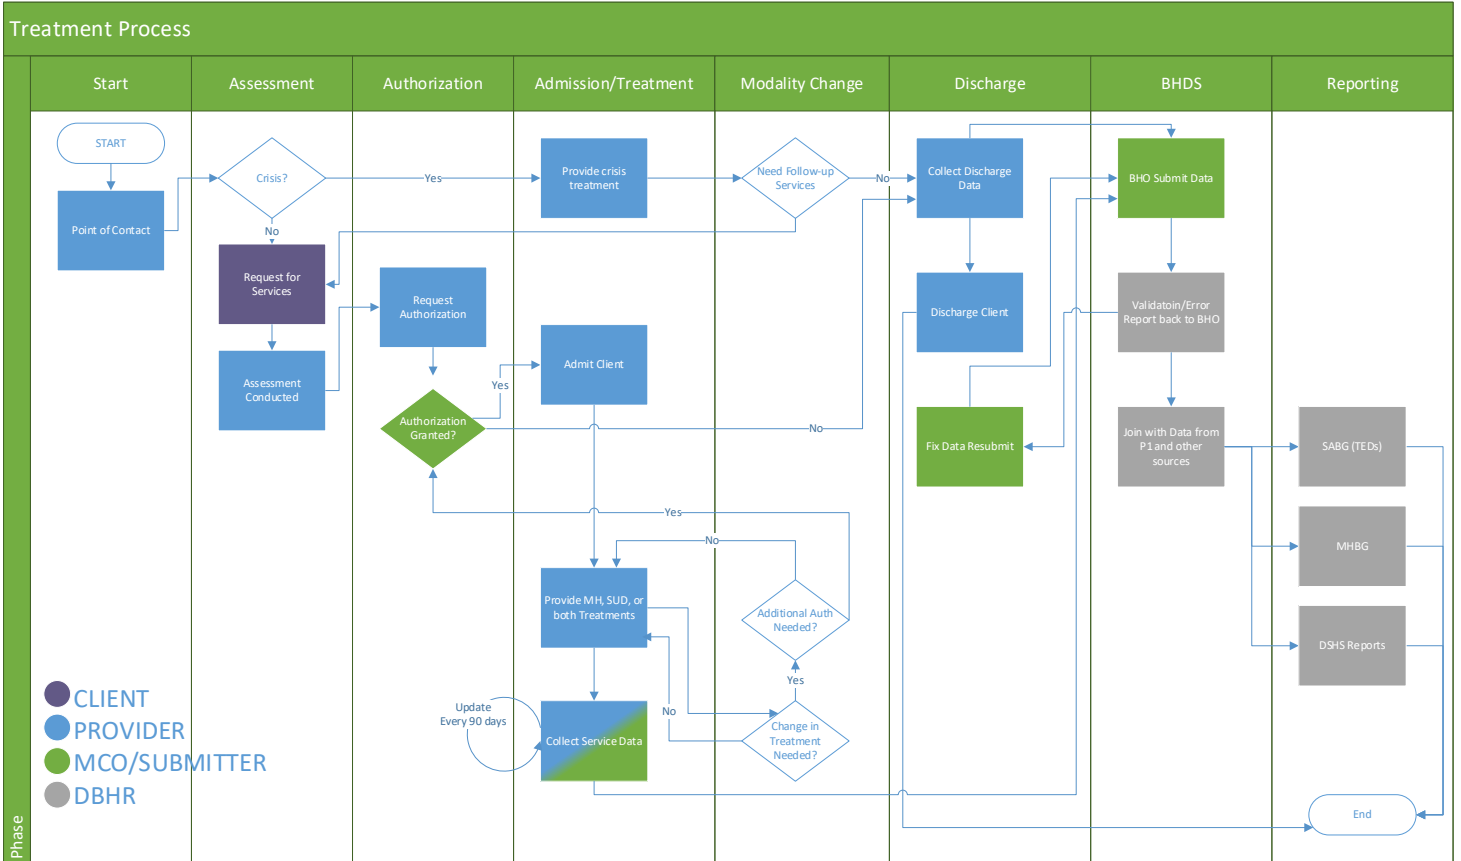 Treatment Process
Start
Assessment
Authorization
Admission/Treatment
Modality Change
Discharge
BHDS
Reporting
START
Point of Contact
Crisis?
Yes
No
Request for
Services
Assessment
Conducted
Request
Authorization
Authorization
Granted?
Yes
No
Yes
Provide crisis
treatment
Admit Client
Provide MH, SUD, or
both Treatments
Update
Every 90 days
Collect Service Data
Need Follow-up
Services
No
No
Additional Auth
Needed?
Yes
No
Change in
Treatment
Needed?
Collect Discharge
Data
Discharge Client
Fix Data Resubmit
BHO Submit Data
Validatoin/Error
Report back to BHO
Join with Data from
P1 and other
sources
SABG (TEDs)
MHBG
DSHS Reports
End
CLIENT
PROVIDER
MCO/SUBMITTER
DBHR
Phase